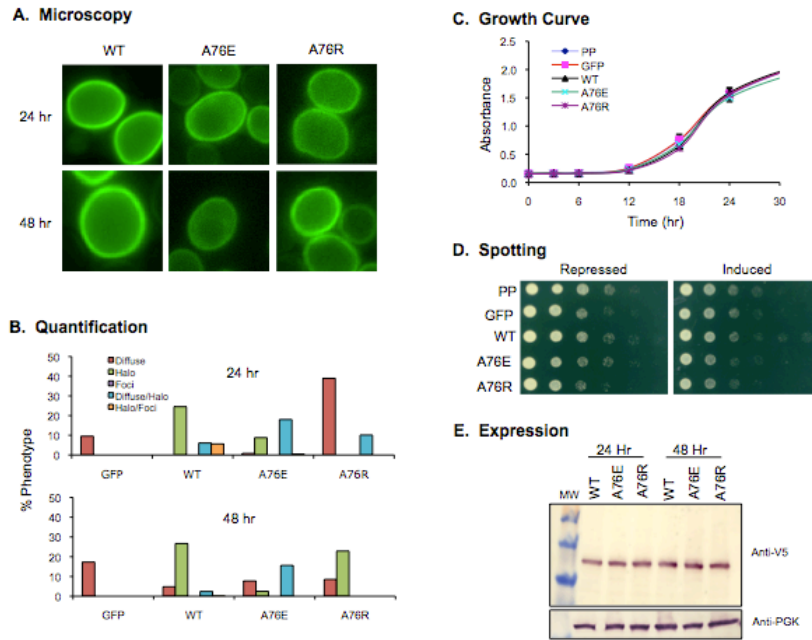 A. Microscopy
WT A76E A76R
24 hr
48 hr
B. Quantification
% Phenotype
50
40
30
20
10
0
Diffuse
Halo
Foci
Diffuse/Halo
Halo/Foci
24 hr
GFP WT A76E A76R
50
40
30
20
10
0
48 hr
GFP WT A76E A76R
C. Growth Curve
Absorbance
2.5
2.0
1.5
1.0
0.5
0.0
PP
GFP
WT
A76E
A76R
0 6 12 18 24 30
Time (hr)
D. Spotting
Repressed Induced
PP
GFP
WT
A76E
A76R
E. Expression
24 Hr 48 Hr
MW WT A76E A76R WT A76E A76R
Anti-V5
Anti-PGK